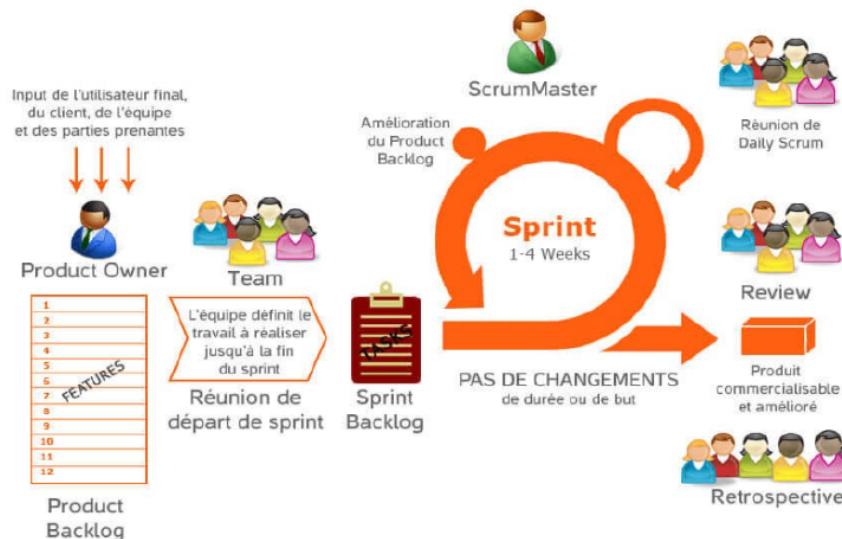 Input de l'utilisateur final,
du client, de l'équipe
et des parties prenantes
Product Owner
1
2
3
4
5
6
7
8
9
10
11
12
FEATURES
Product
Backlog
Team
L'équipe définit le
travail à réaliser
jusqu'à la fin
du sprint
Réunion de
départ de sprint
TASKS
Sprint
Backlog
ScrumMaster
Amélioration
du Product
Backlog
Sprint
1-4 Weeks
PAS DE CHANGEMENTS
de durée ou de but
Réunion de
Daily Scrum
Review
Produit
commercialisable
et amélioré
Retrospective